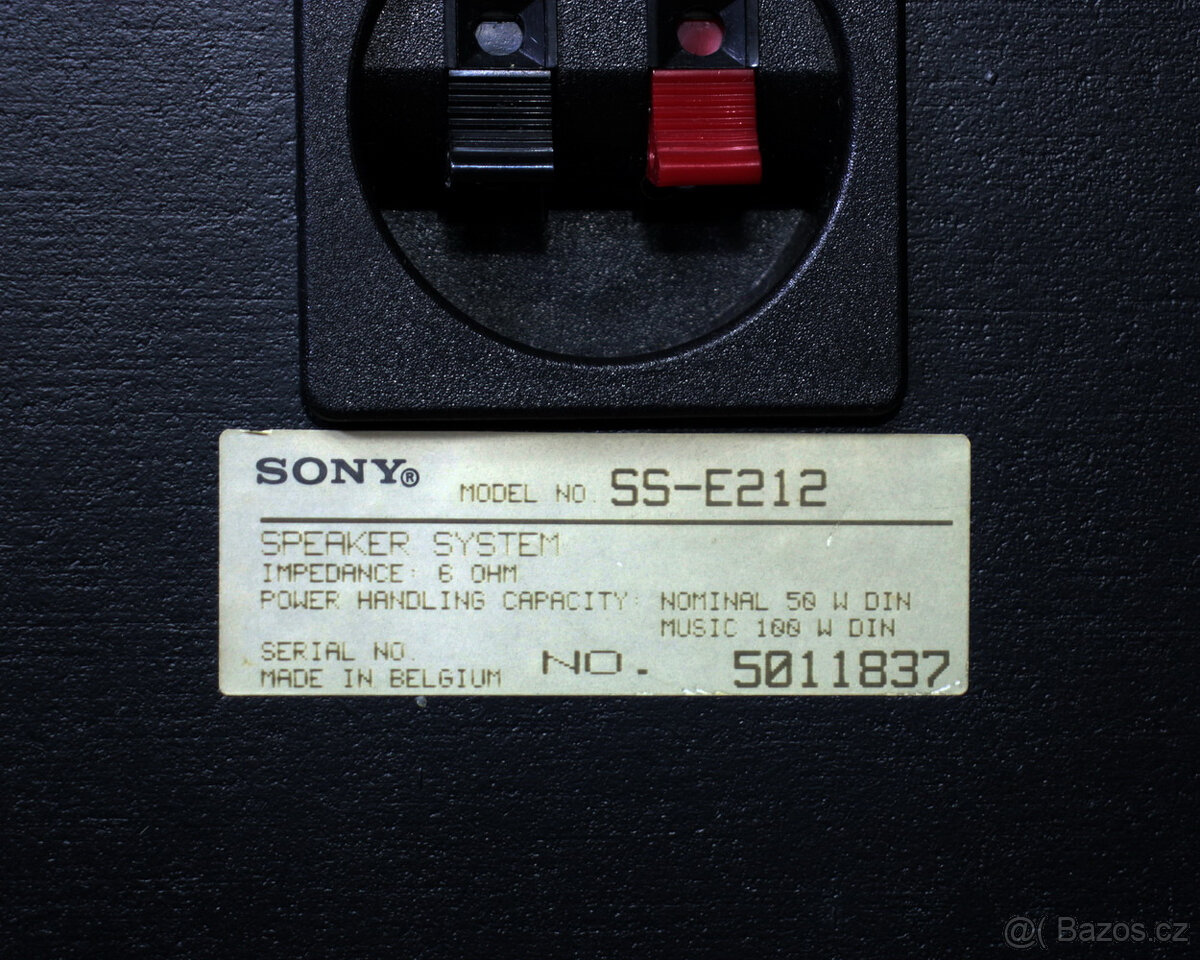 SONY® MODEL NO. SS-E212
SPEAKER SYSTEM
IMPEDANCE: 6 OHM
POWER HANDLING CAPACITY: NOMINAL 50 W DIN
MUSIC 100 W DIN
SERIAL NO. NO. 5011837
MADE IN BELGIUM
@( Bazos.cz